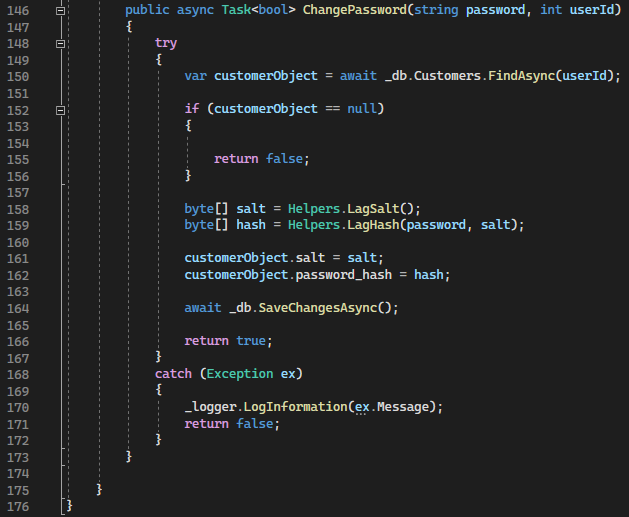 146 public async Task<bool> ChangePassword(string password, int userId)
147 {
148 try
149 {
150 var customerObject = await _db.Customers.FindAsync(userId);
151
152 if (customerObject == null)
153 {
154
155 return false;
156 }
157
158 byte[] salt = Helpers.LagSalt();
159 byte[] hash = Helpers.LagHash(password, salt);
160
161 customerObject.salt = salt;
162 customerObject.password_hash = hash;
163
164 await _db.SaveChangesAsync();
165
166 return true;
167 }
168 catch (Exception ex)
169 {
170 _logger.LogInformation(ex.Message);
171 return false;
172 }
173 }
174
175 }
176 }